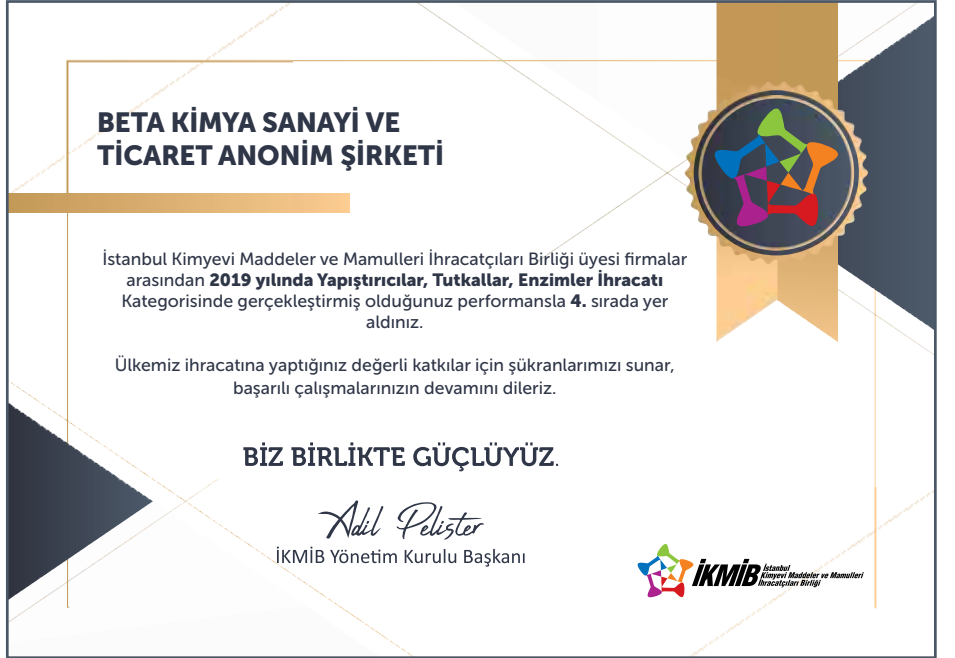 BETA KİMYA SANAYİ VE
TİCARET ANONİM ŞİRKETİ
İstanbul Kimyevi Maddeler ve Mamulleri İhracatçıları Birliği üyesi firmalar
arasından 2019 yılında Yapıştırıcılar, Tutkallar, Enzimler İhracatı
Kategorisinde gerçekleştirmiş olduğunuz performansla 4. sırada yer
aldınız.
Ülkemiz ihracatına yaptığınız değerli katkılar için şükranlarımızı sunar,
başarılı çalışmalarınızın devamını dileriz.
BİZ BİRLİKTE GÜÇLÜYÜZ.
Adil Pelister
İKMİB Yönetim Kurulu Başkanı
İKMİB
İstanbul
Kimyevi Maddeler ve Mamulleri
İhracatçıları Birliği